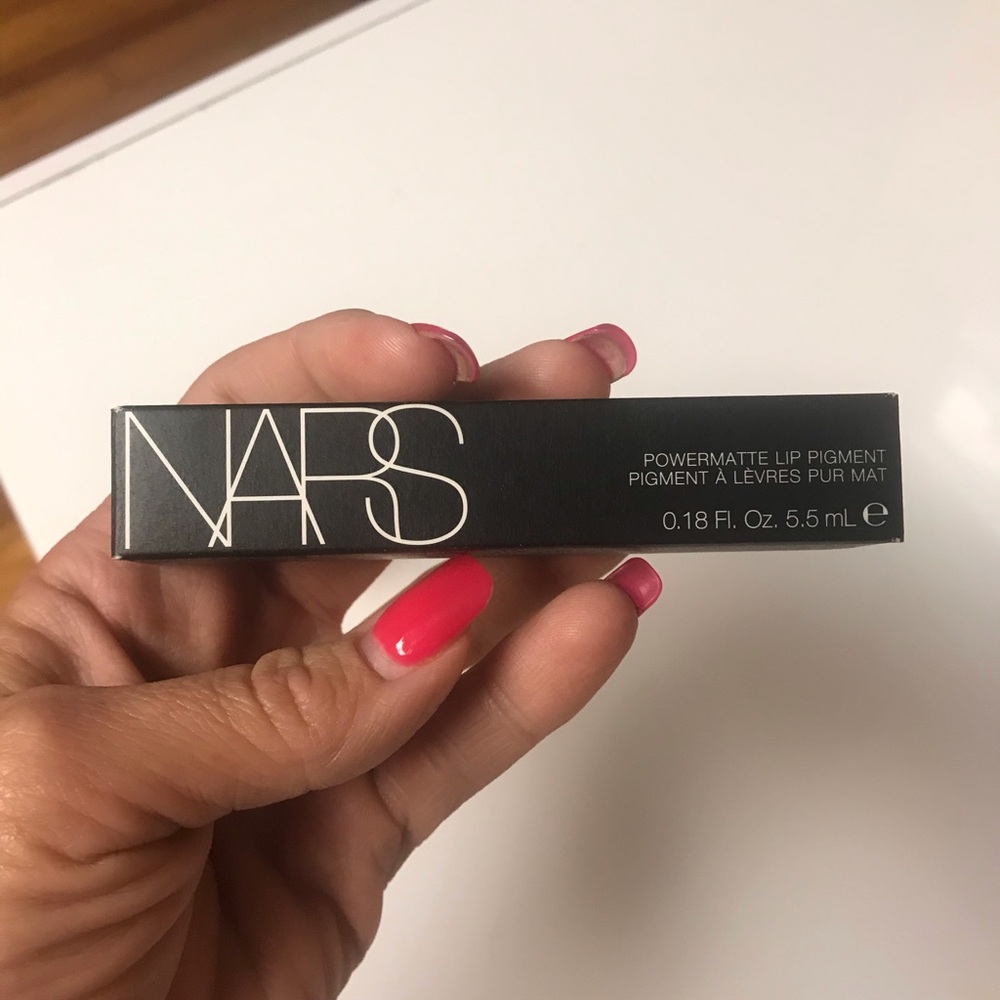 NARS
POWERMATTE LIP PIGMENT
PIGMENT À LÈVRES PUR MAT
0.18 Fl. Oz. 5.5 mL ℮